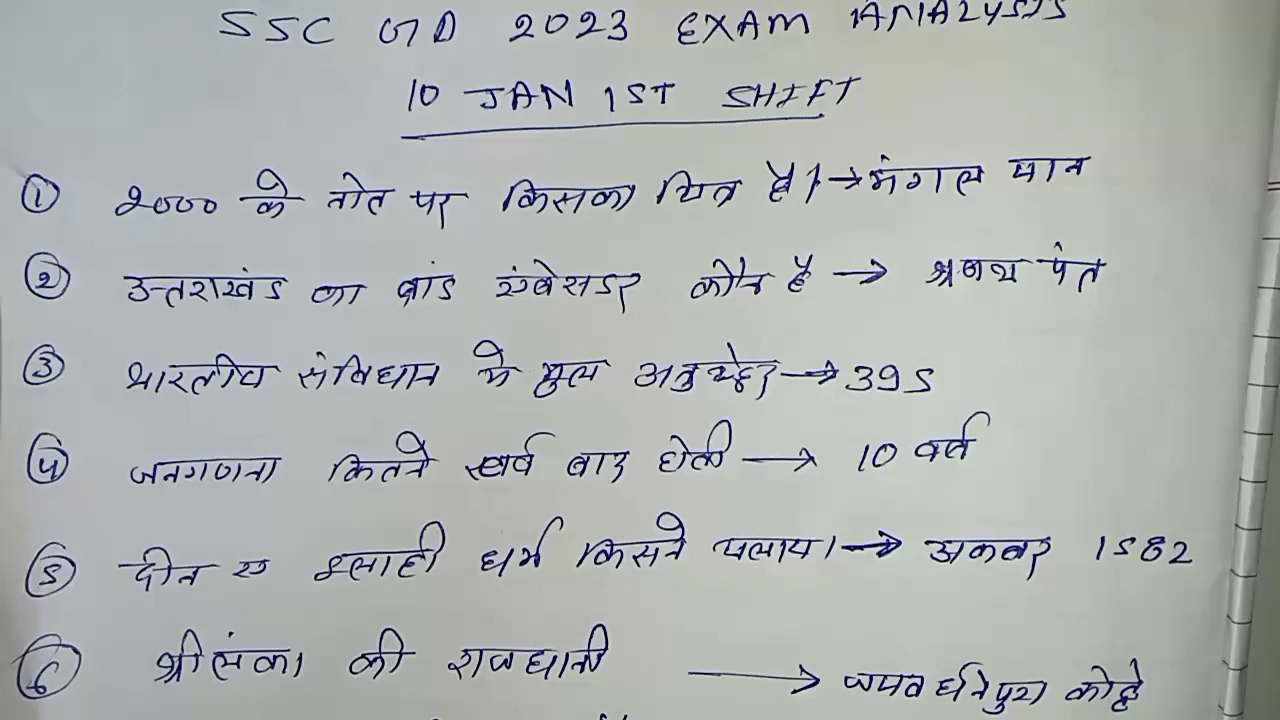 SSC GD 2023 EXAM ANALYSIS
10 JAN 1ST SHIFT
① 2000 के नोत पर किसका चित्र है। → मंगल यान
② उत्तराखंड का ब्रांड एंबेसडर कौन है → श्रषभ पंत
③ भारतीय संविधान मे मुल अनुच्छेद → 395
④ जनगणना कितने वर्ष बाद होती → 10 वर्ष
⑤ दीन ए इलाही धर्म किसने चलाया → अकबर 1582
⑥ श्रीलंका की राजधानी → जयवर्धनेपुरा कोट्टे